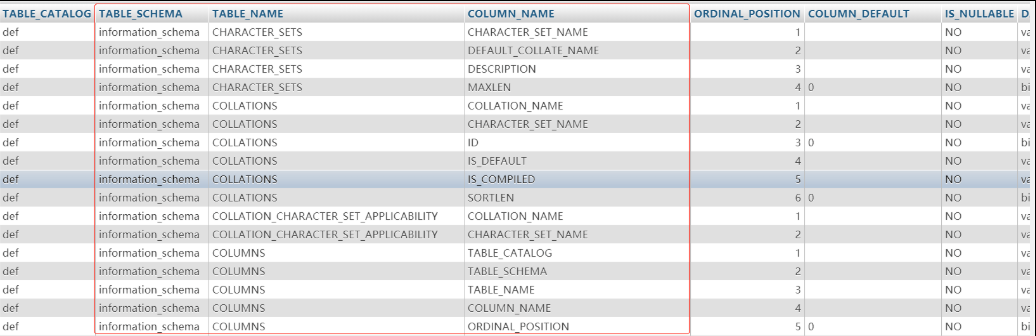 TABLE_CATALOG TABLE_SCHEMA TABLE_NAME COLUMN_NAME ORDINAL_POSITION COLUMN_DEFAULT IS_NULLABLE D
def information_schema CHARACTER_SETS CHARACTER_SET_NAME 1 NO va
def information_schema CHARACTER_SETS DEFAULT_COLLATE_NAME 2 NO va
def information_schema CHARACTER_SETS DESCRIPTION 3 NO va
def information_schema CHARACTER_SETS MAXLEN 4 0 NO bi
def information_schema COLLATIONS COLLATION_NAME 1 NO va
def information_schema COLLATIONS CHARACTER_SET_NAME 2 NO va
def information_schema COLLATIONS ID 3 0 NO bi
def information_schema COLLATIONS IS_DEFAULT 4 NO va
def information_schema COLLATIONS IS_COMPILED 5 NO va
def information_schema COLLATIONS SORTLEN 6 0 NO bi
def information_schema COLLATION_CHARACTER_SET_APPLICABILITY COLLATION_NAME 1 NO va
def information_schema COLLATION_CHARACTER_SET_APPLICABILITY CHARACTER_SET_NAME 2 NO va
def information_schema COLUMNS TABLE_CATALOG 1 NO va
def information_schema COLUMNS TABLE_SCHEMA 2 NO va
def information_schema COLUMNS TABLE_NAME 3 NO va
def information_schema COLUMNS COLUMN_NAME 4 NO va
def information_schema COLUMNS ORDINAL_POSITION 5 0 NO bi